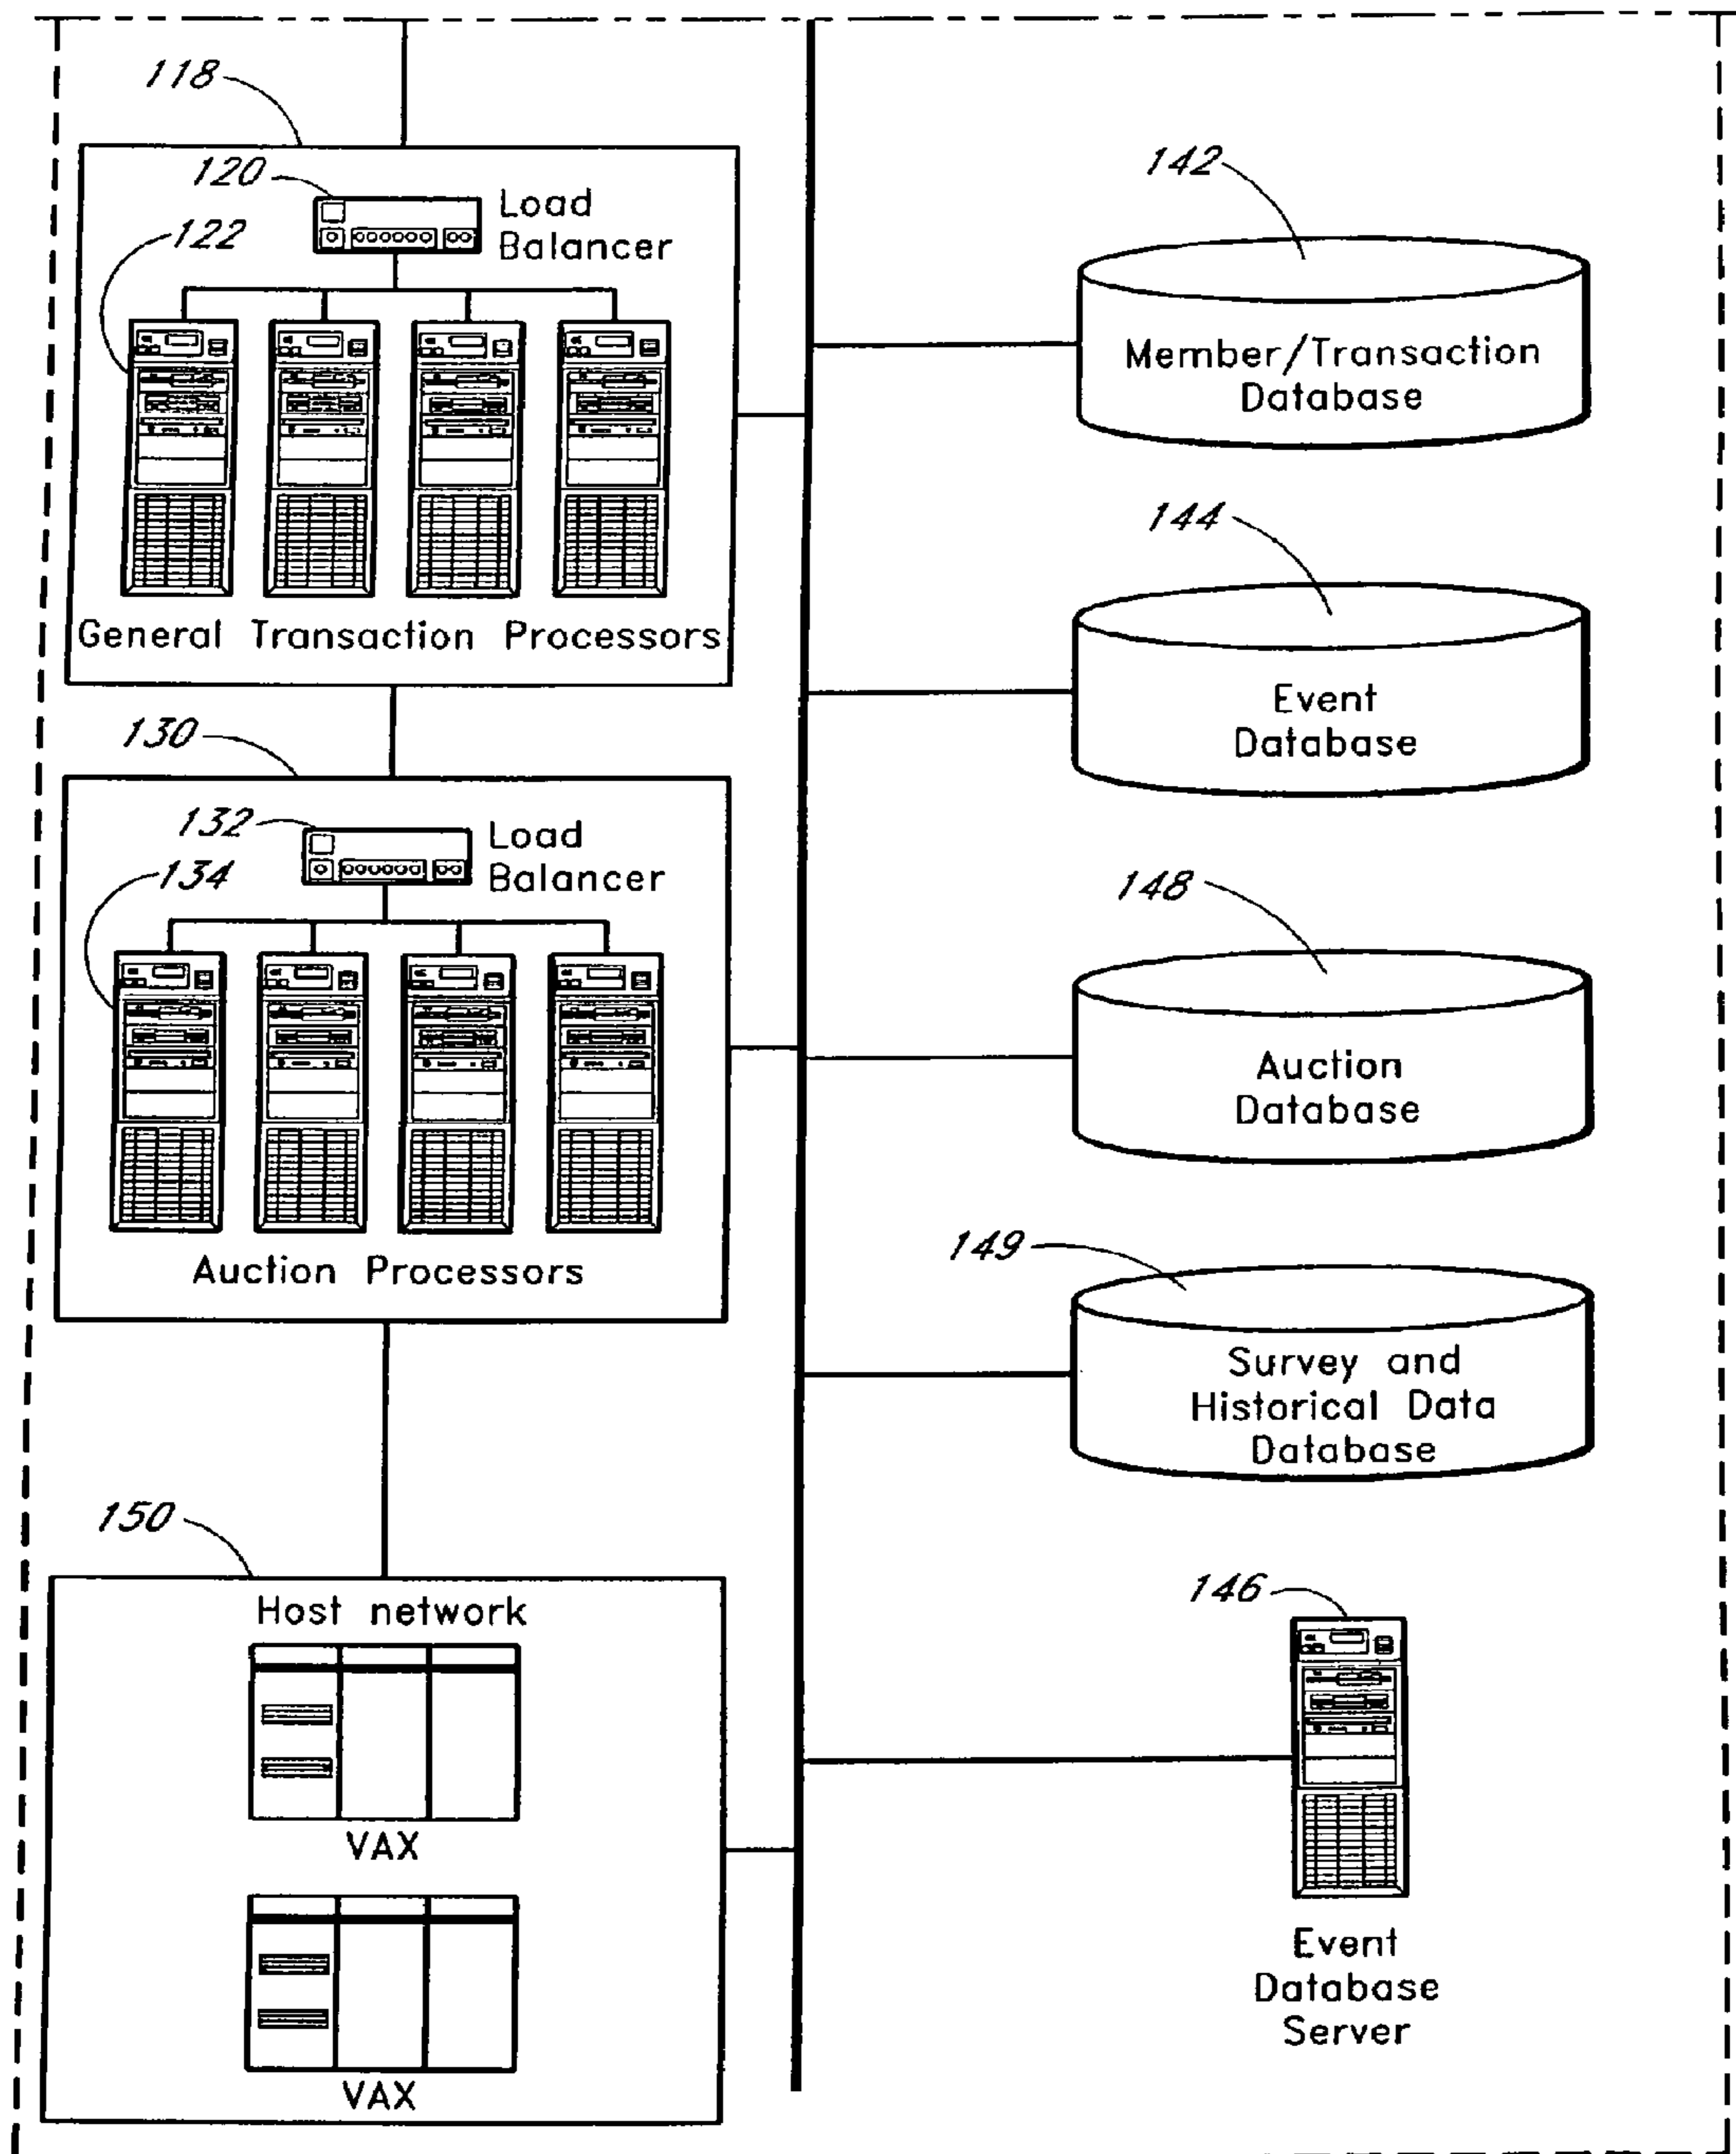 118
120
Load
Balancer
122
General Transaction Processors
130
132
Load
Balancer
134
Auction Processors
150
Host network
VAX
VAX
142
Member/Transaction
Database
144
Event
Database
148
Auction
Database
149
Survey and
Historical Data
Database
146
Event
Database
Server